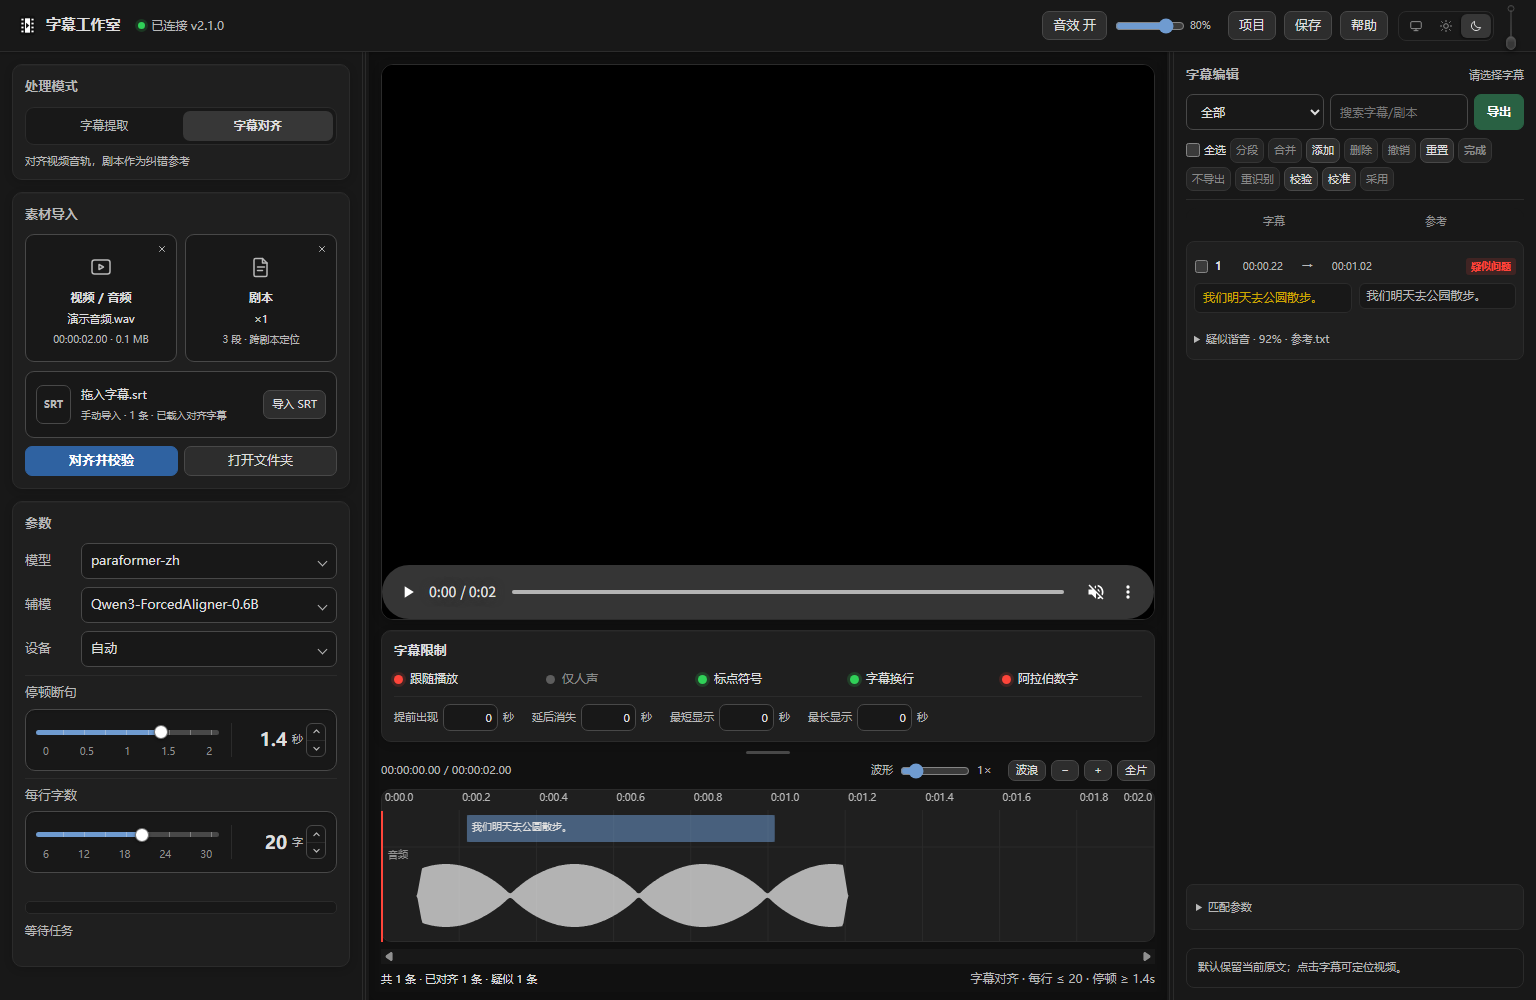 字幕工作室
已连接 v2.1.0
音效 开
80%
项目
保存
帮助
处理模式
字幕提取
字幕对齐
对齐视频音轨，剧本作为纠错参考
素材导入
×
视频 / 音频
演示音频.wav
00:00:02.00 · 0.1 MB
×
剧本
×1
3 段 · 跨剧本定位
SRT
拖入字幕.srt
手动导入 · 1 条 · 已载入对齐字幕
导入 SRT
对齐并校验
打开文件夹
参数
模型
paraformer-zh
辅模
Qwen3-ForcedAligner-0.6B
设备
自动
停顿断句
0 0.5 1 1.5 2
1.4 秒
每行字数
6 12 18 24 30
20 字
等待任务
0:00 / 0:02
字幕限制
跟随播放
仅人声
标点符号
字幕换行
阿拉伯数字
提前出现 0 秒
延后消失 0 秒
最短显示 0 秒
最长显示 0 秒
00:00:00.00 / 00:00:02.00
波形
1×
波浪
−
+
全片
0:00.0 0:00.2 0:00.4 0:00.6 0:00.8 0:01.0 0:01.2 0:01.4 0:01.6 0:01.8 0:02.0
我们明天去公圆散步。
音频
共 1 条 · 已对齐 1 条 · 疑似 1 条
字幕对齐 · 每行 ≤ 20 · 停顿 ≥ 1.4s
字幕编辑
请选择字幕
全部
搜索字幕/剧本
导出
全选 分段 合并 添加 删除 撤销 重置 完成
不导出 重识别 校验 校准 采用
字幕
参考
1 00:00.22 → 00:01.02 疑似问题
我们明天去公圆散步。
我们明天去公园散步。
疑似谐音 · 92% · 参考.txt
匹配参数
默认保留当前原文；点击字幕可定位视频。